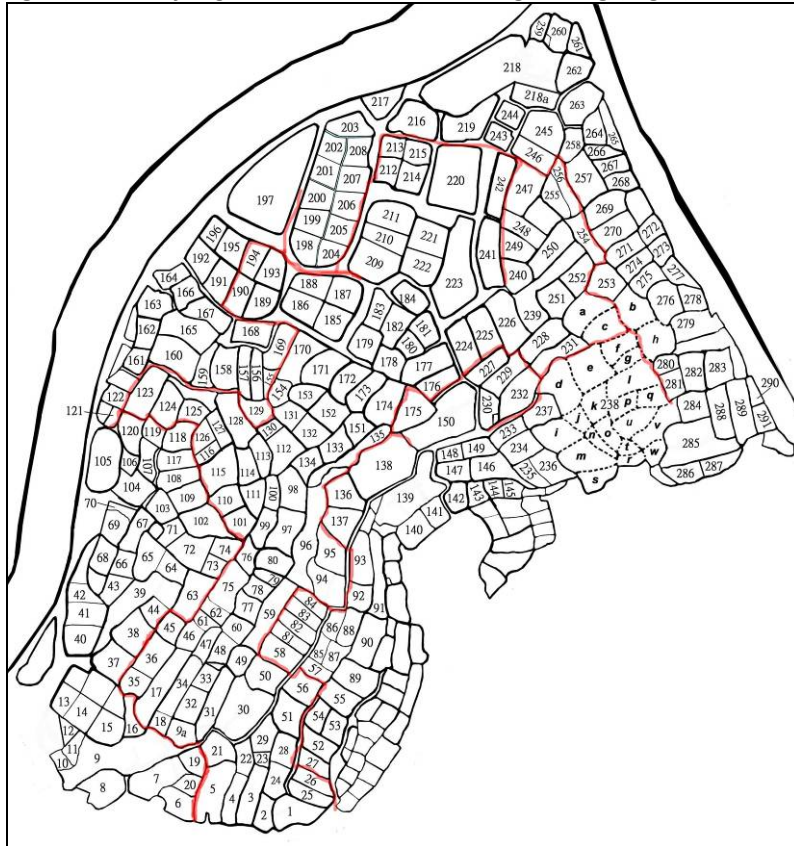 259 260 261
218 262
218a 263
217 216 219 244 243 245 264 265
203 246 258 266
202 208 213 215 220 242 256 257 267
201 207 212 214 247 255 268
197 200 206 211 269
199 205 210 221 248 254 270 272
196 198 204 209 222 223 241 249 250 271 273
195 194 193 240 252 253 274 275 277
192 191 190 189 188 187 184 251 a b 276 278
164 166 186 185 183 181 239 c 279
163 167 182 180 226 228 231 f h
162 165 168 169 179 178 224 225 g
161 160 170 171 177 227 229 e l 280 282 283
159 158 157 156 155 172 176 d 281 290
122 123 154 153 173 174 175 230 232 k 238 p q 284 288 289 291
121 124 125 129 131 152 151 150 237 j u v
120 119 118 126 127 128 130 132 135 233 i n o t w 285
105 106 107 117 116 112 113 133 138 148 149 234 m r 286 287
104 108 115 114 134 147 146 235 236 s
70 103 109 110 111 100 98 136 139 142 143 144 145
69 67 71 102 101 99 97 137 140 141
68 66 65 72 74 76 96 95 93
42 43 64 73 80 94
41 39 63 75 79 78 92 91
40 38 44 62 77 59 84 83 86 88 90
45 46 61 60 82 81 85 87
37 36 47 48 49 58 57 89
35 34 33 50 56 55
13 14 17 32 31 30 51 54 53
12 15 16 18 9a 29 52
11 10 9 19 21 22 23 28 27
8 7 20 5 24 26
6 4 3 2 1 25